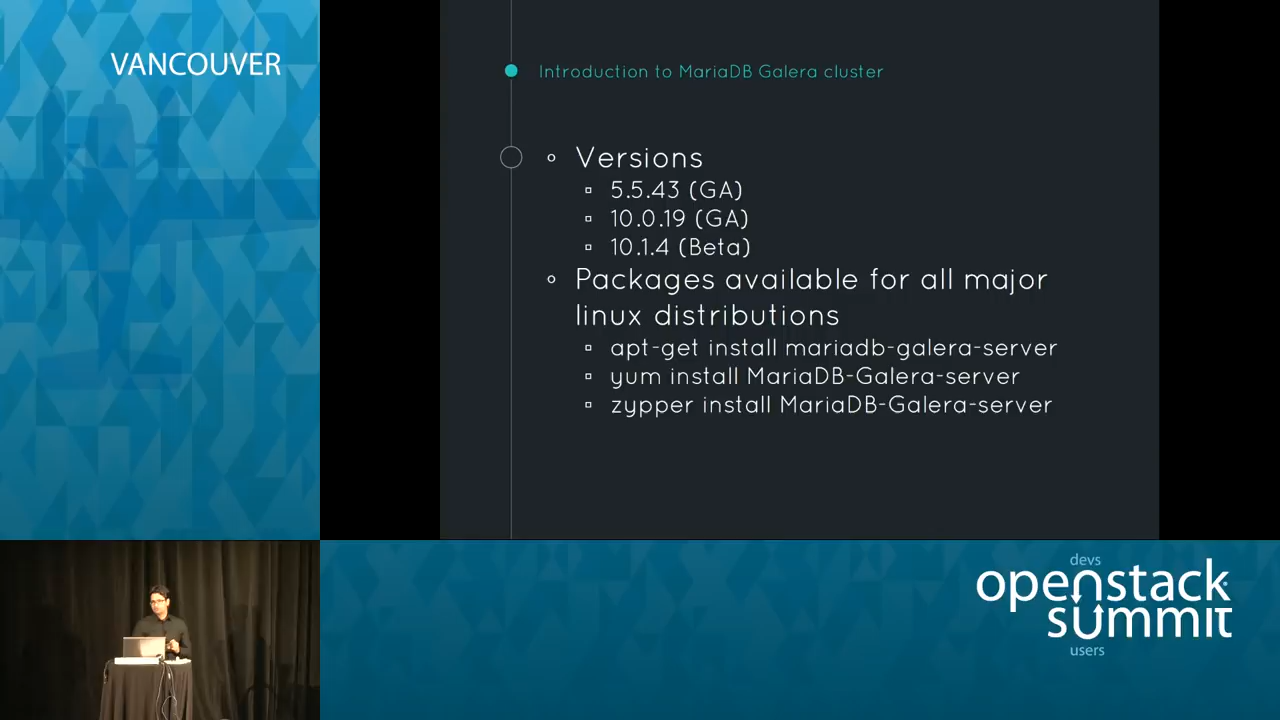 VANCOUVER
Introduction to MariaDB Galera cluster
Versions
5.5.43 (GA)
10.0.19 (GA)
10.1.4 (Beta)
Packages available for all major
linux distributions
apt-get install mariadb-galera-server
yum install MariaDB-Galera-server
zypper install MariaDB-Galera-server
devs
openstack
summit
users